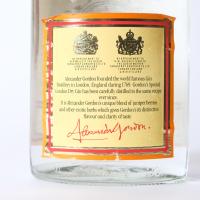 Alexander Gordon founded the world famous Gin
Distillery in London, England during 1769. Gordon's Special
London Dry Gin has been carefully distilled to the same recipe
ever since.
It is Alexander Gordon's unique blend of juniper berries
and other exotic herbs which gives Gordon's its distinctive
flavour and clarity of taste.
Alexander Gordon.